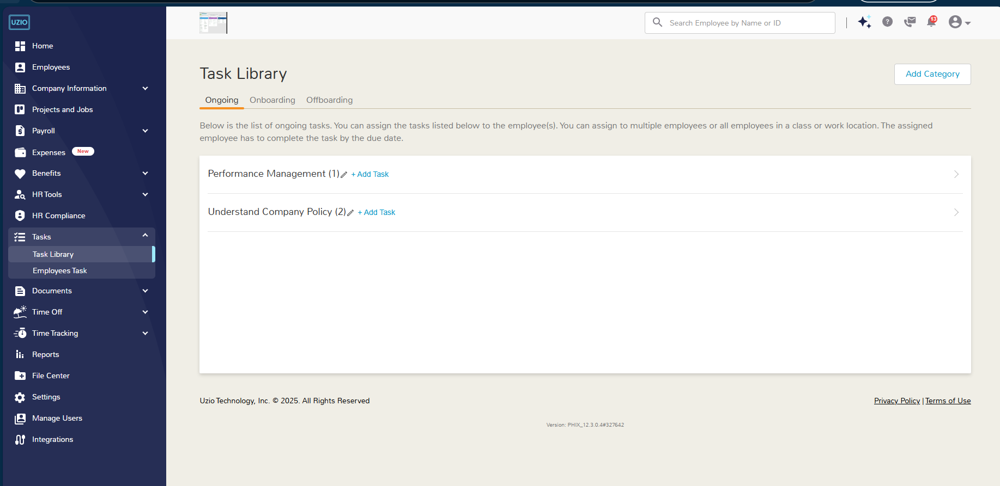 UZIO
Home
Employees
Company Information
Projects and Jobs
Payroll
Expenses New
Benefits
HR Tools
HR Compliance
Tasks
Task Library
Employees Task
Documents
Time Off
Time Tracking
Reports
File Center
Settings
Manage Users
Integrations
Search Employee by Name or ID
13
Task Library
Add Category
Ongoing Onboarding Offboarding
Below is the list of ongoing tasks. You can assign the tasks listed below to the employee(s). You can assign to multiple employees or all employees in a class or work location. The assigned
employee has to complete the task by the due date.
Performance Management (1) + Add Task
Understand Company Policy (2) + Add Task
Uzio Technology, Inc. © 2025. All Rights Reserved
Privacy Policy | Terms of Use
Version: PHIX_12.3.0.4#327642